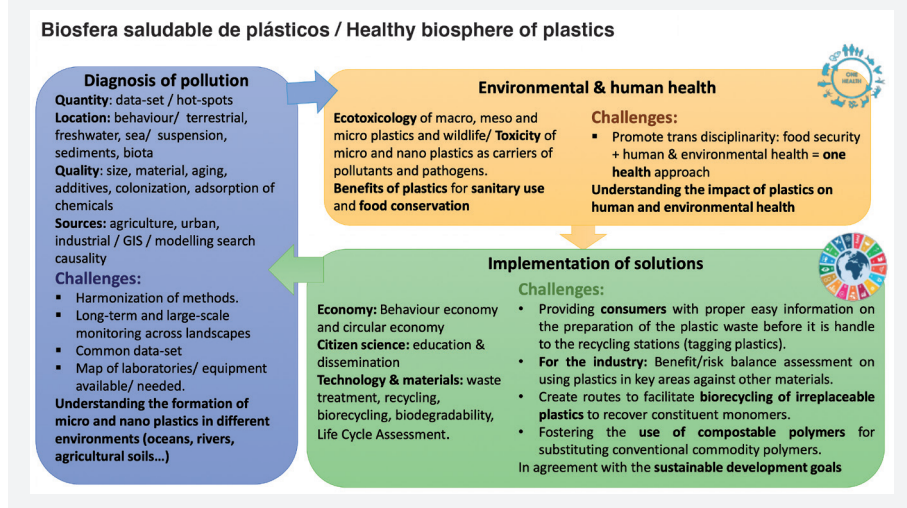 Biosfera saludable de plásticos / Healthy biosphere of plastics
Diagnosis of pollution
Quantity: data-set / hot-spots
Location: behaviour/ terrestrial,
freshwater, sea/ suspension,
sediments, biota
Quality: size, material, aging,
additives, colonization, adsorption of
chemicals
Sources: agriculture, urban,
industrial / GIS / modelling search
causality
Challenges:
▪ Harmonization of methods.
▪ Long-term and large-scale
monitoring across landscapes
▪ Common data-set
▪ Map of laboratories/ equipment
available/ needed.
Understanding the formation of
micro and nano plastics in different
environments (oceans, rivers,
agricultural soils...)
Environmental & human health
Ecotoxicology of macro, meso and
micro plastics and wildlife/ Toxicity of
micro and nano plastics as carriers of
pollutants and pathogens.
Benefits of plastics for sanitary use
and food conservation
Challenges:
▪ Promote trans disciplinarity: food security
+ human & environmental health = one
health approach
Understanding the impact of plastics on
human and environmental health
ONE
HEALTH
Implementation of solutions
Economy: Behaviour economy
and circular economy
Citizen science: education &
dissemination
Technology & materials: waste
treatment, recycling,
biorecycling, biodegradability,
Life Cycle Assessment.
Challenges:
• Providing consumers with proper easy information on
the preparation of the plastic waste before it is handle
to the recycling stations (tagging plastics).
• For the industry: Benefit/risk balance assessment on
using plastics in key areas against other materials.
• Create routes to facilitate biorecycling of irreplaceable
plastics to recover constituent monomers.
• Fostering the use of compostable polymers for
substituting conventional commodity polymers.
In agreement with the sustainable development goals